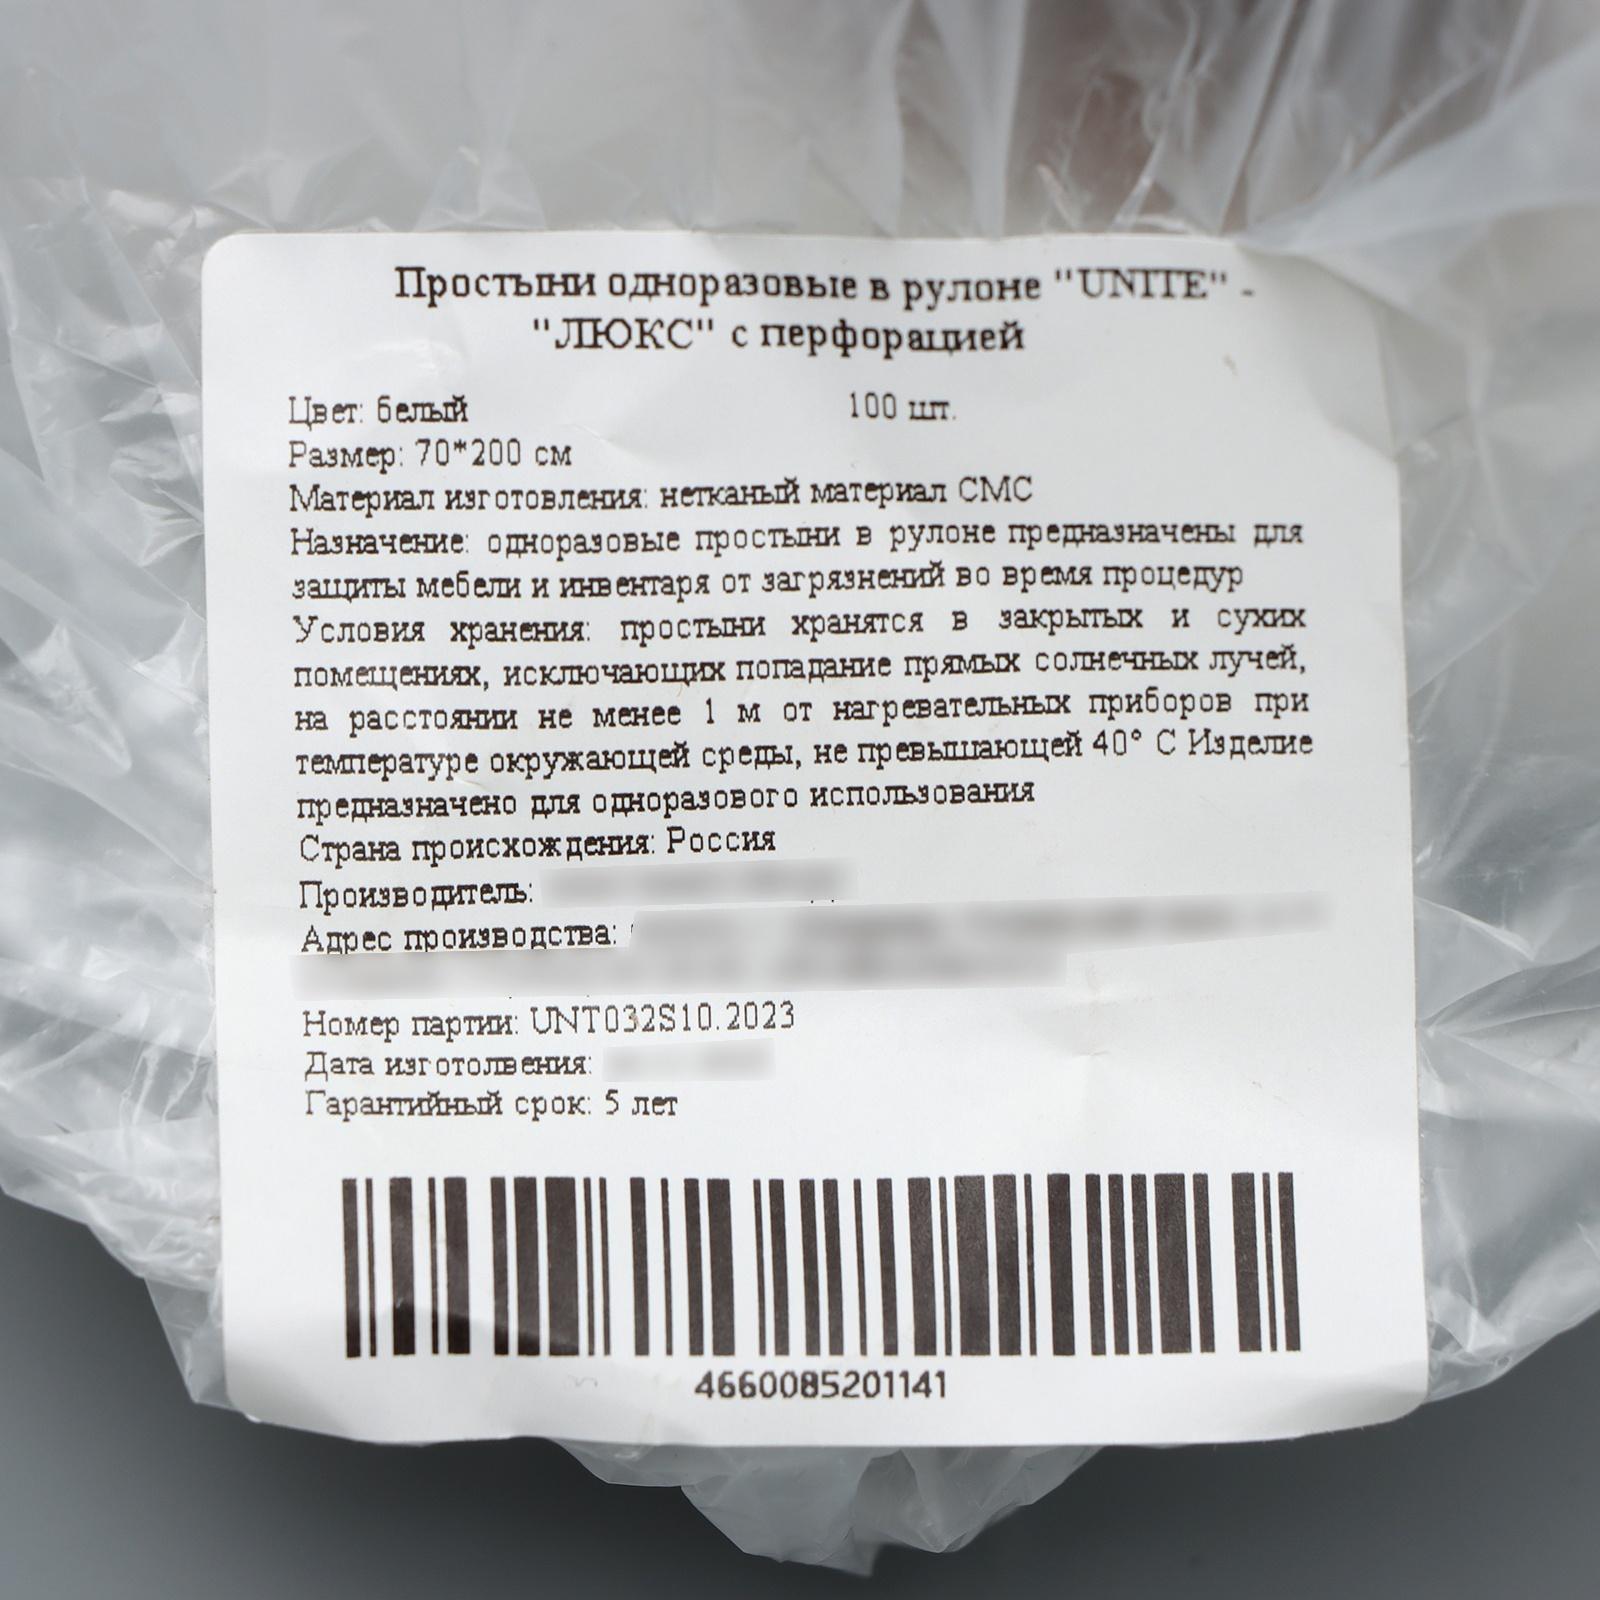 Простыни одноразовые в рулоне "UNITE" -
"ЛЮКС" с перфорацией
Цвет: белый 100 шт.
Размер: 70*200 см
Материал изготовления: нетканый материал СМС
Назначение: одноразовые простыни в рулоне предназначены для
защиты мебели и инвентаря от загрязнений во время процедур
Условия хранения: простыни хранятся в закрытых и сухих
помещениях, исключающих попадание прямых солнечных лучей,
на расстоянии не менее 1 м от нагревательных приборов при
температуре окружающей среды, не превышающей 40° С Изделие
предназначено для одноразового использования
Страна происхождения: Россия
Производитель:
Адрес производства:
Номер партии: UNT032S10.2023
Дата изготолвения:
Гарантийный срок: 5 лет
4660085201141